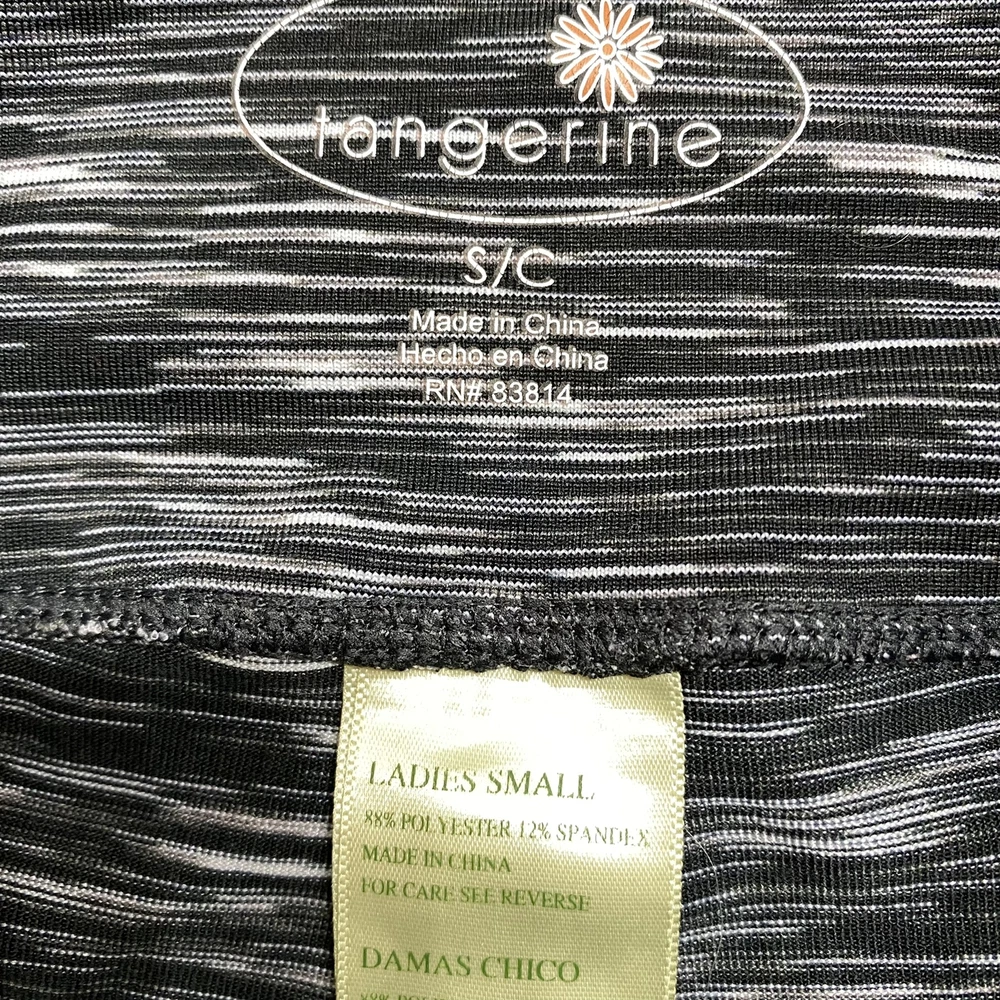 tangerine
S/C
Made in China
Hecho en China
RN# 83814
LADIES SMALL
88% POLYESTER 12% SPANDEX
MADE IN CHINA
FOR CARE SEE REVERSE
DAMAS CHICO